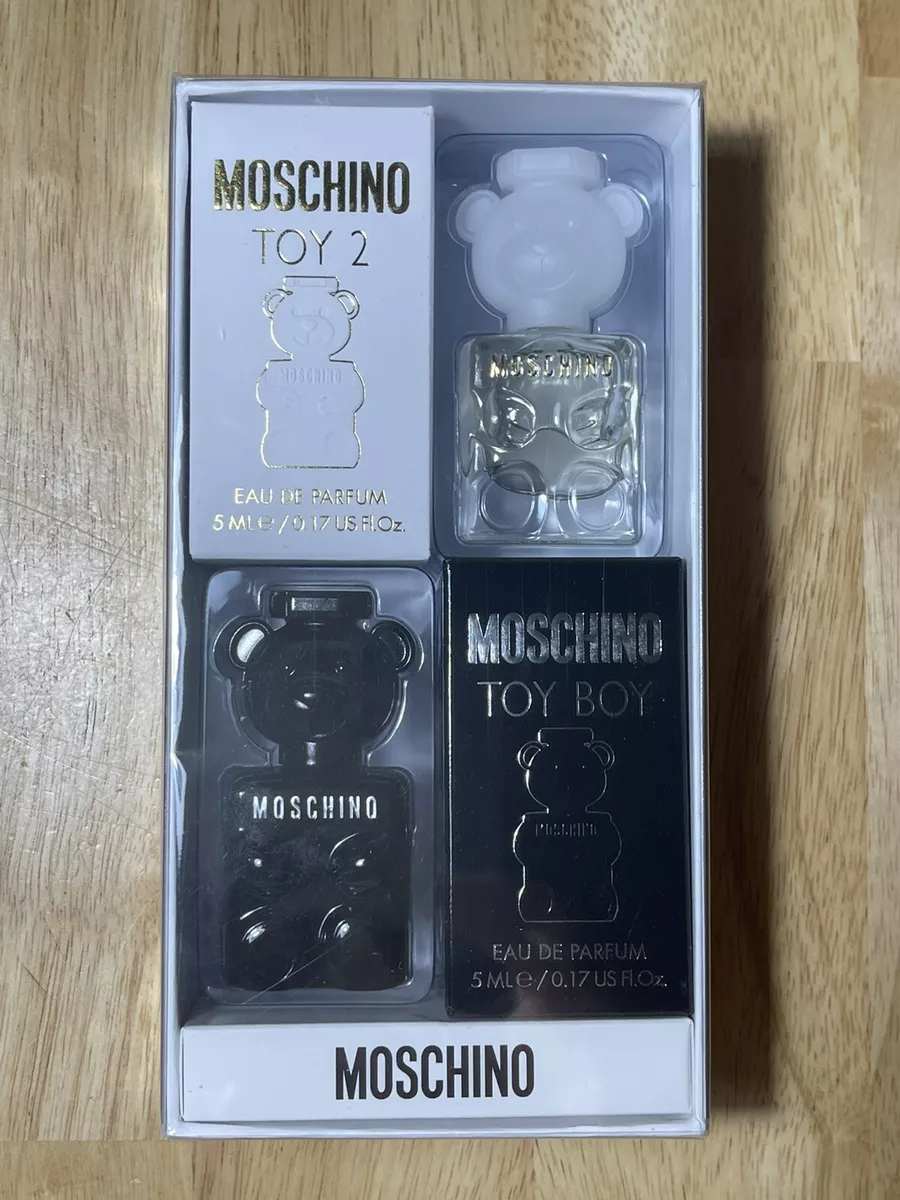 MOSCHINO
TOY 2
MOSCHINO
EAU DE PARFUM
5 ML ℮ / 0.17 US Fl.Oz.
MOSCHINO
MOSCHINO
MOSCHINO
TOY BOY
MOSCHINO
EAU DE PARFUM
5 ML ℮ / 0.17 US Fl.Oz.
MOSCHINO